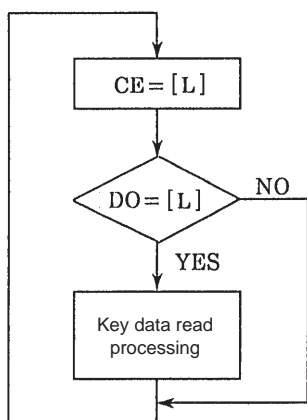 CE=[L]
DO=[L]
NO
YES
Key data read
processing